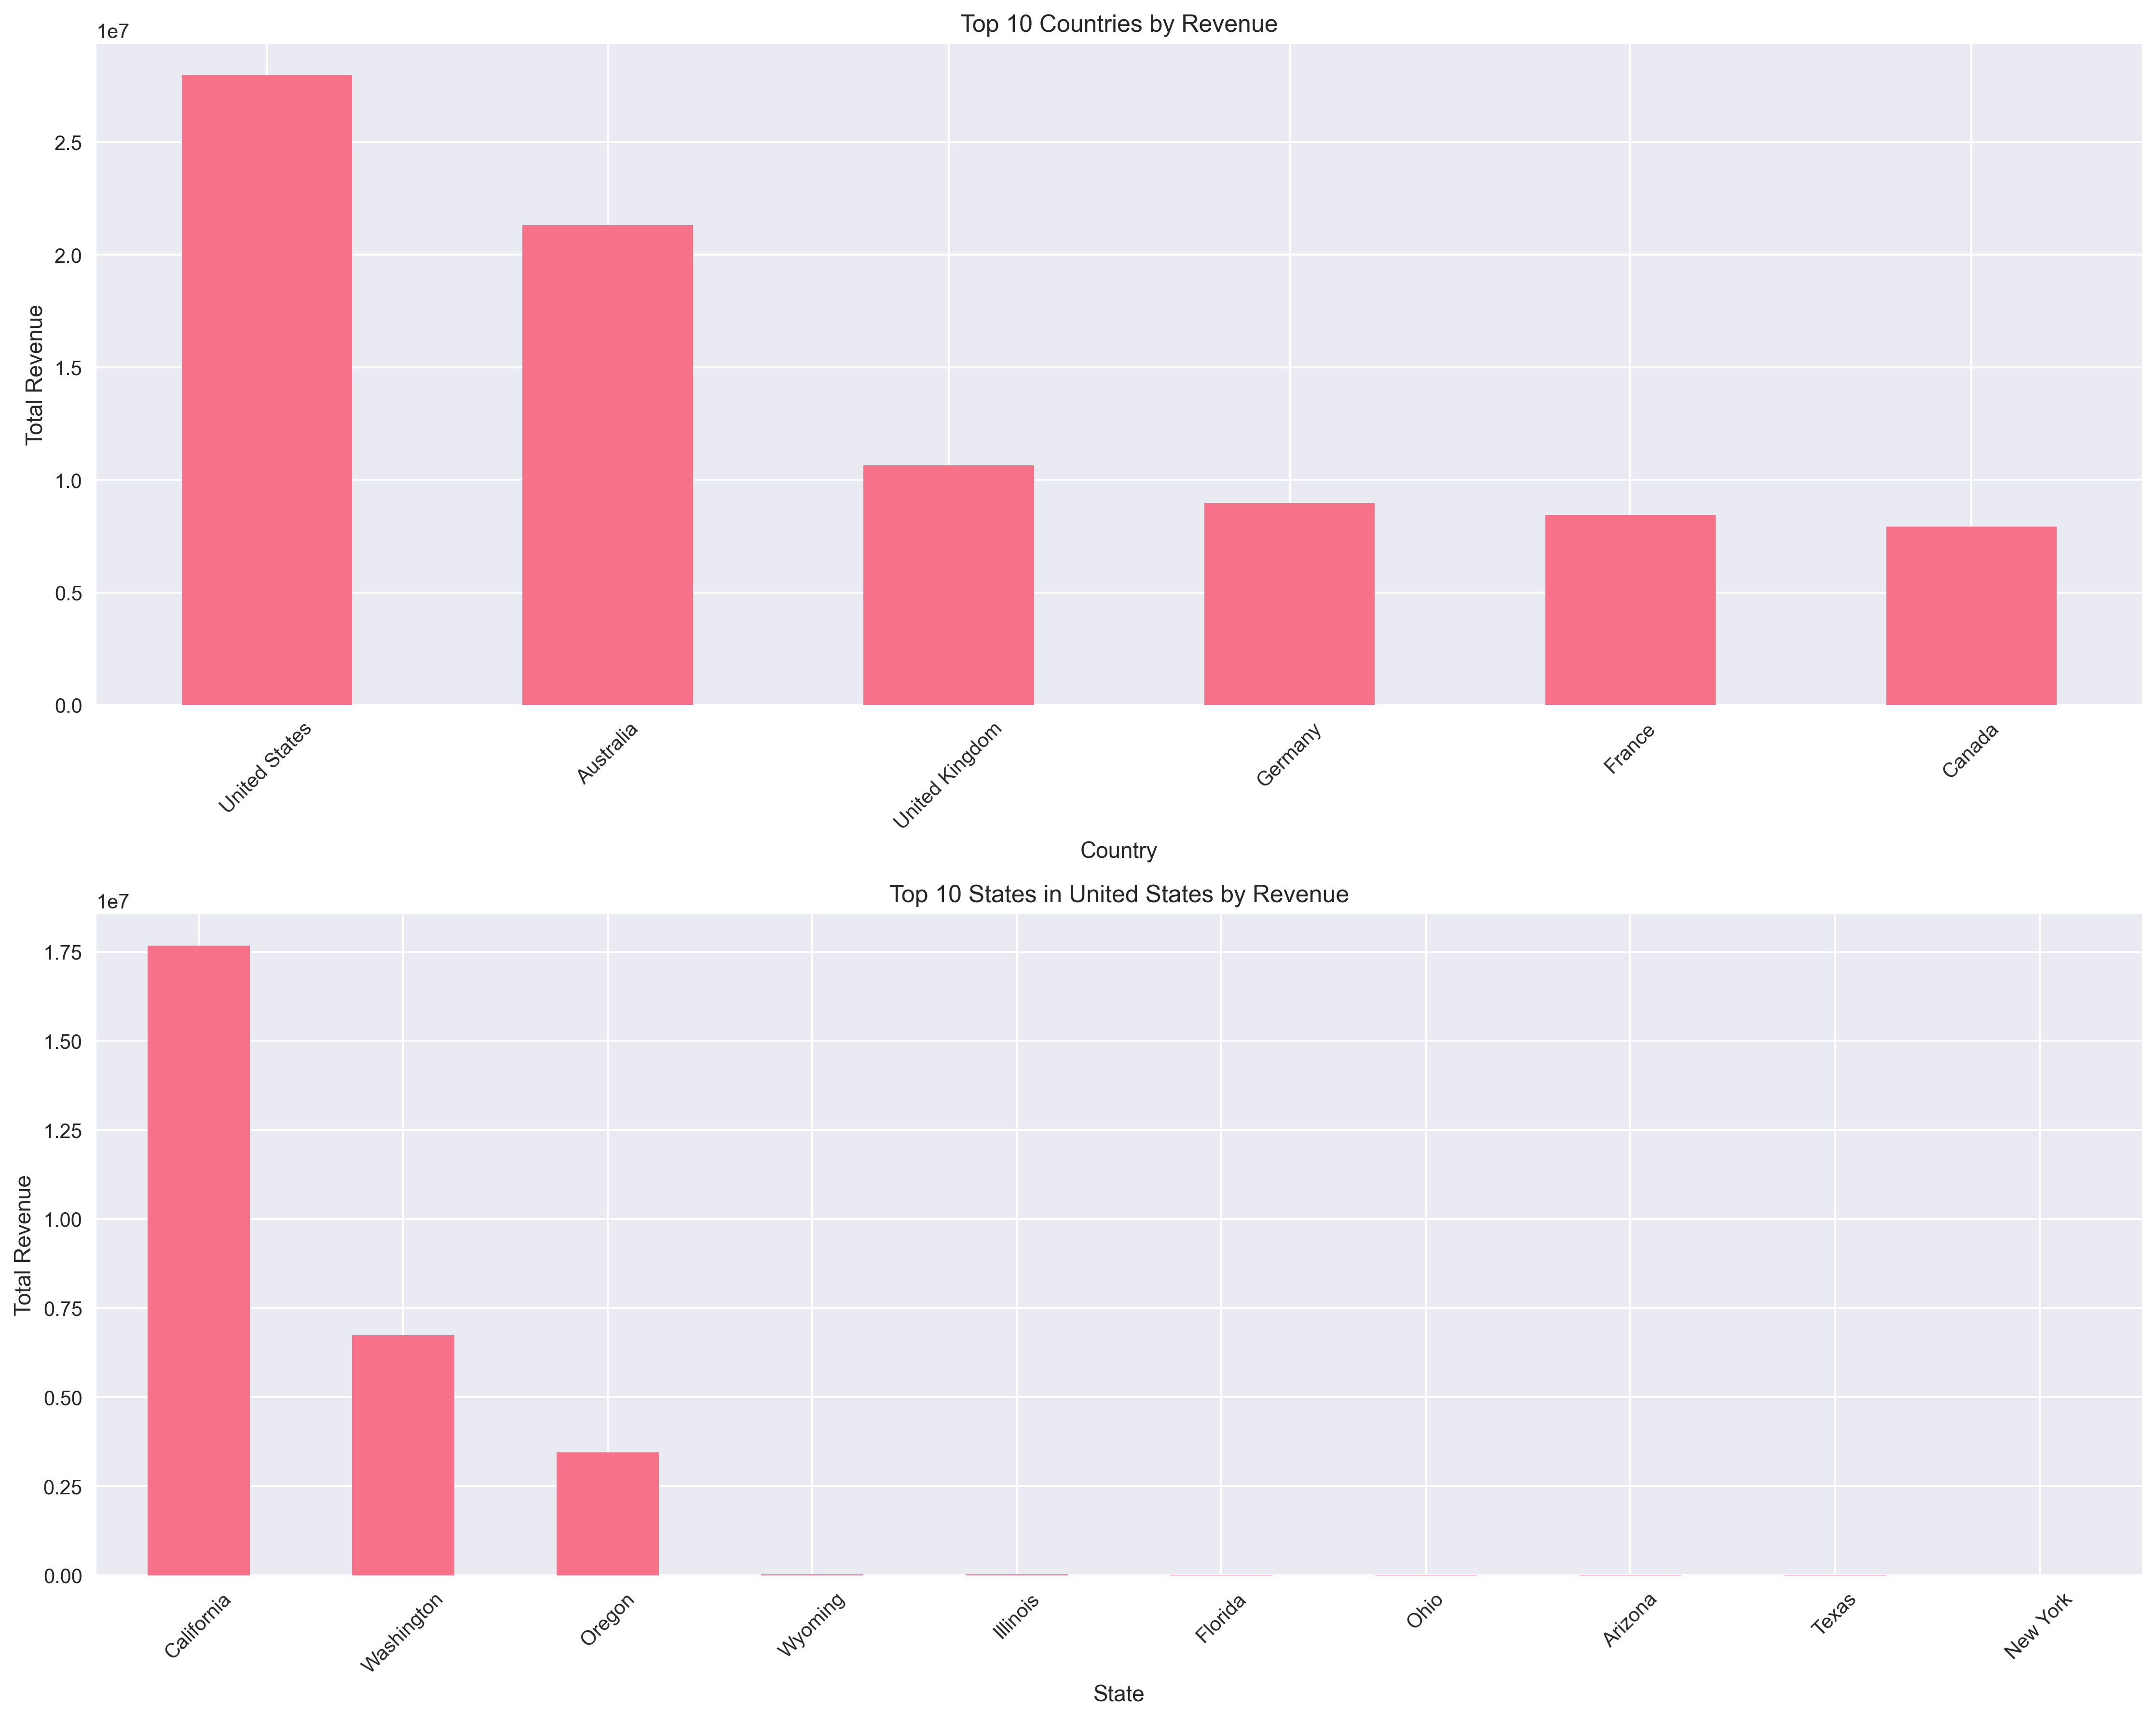 Top 10 Countries by Revenue
1e7
2.5
2.0
1.5
1.0
0.5
0.0
Total Revenue
United States
Australia
United Kingdom
Germany
France
Canada
Country
Top 10 States in United States by Revenue
1e7
1.75
1.50
1.25
1.00
0.75
0.50
0.25
0.00
Total Revenue
California
Washington
Oregon
Wyoming
Illinois
Florida
Ohio
Arizona
Texas
New York
State